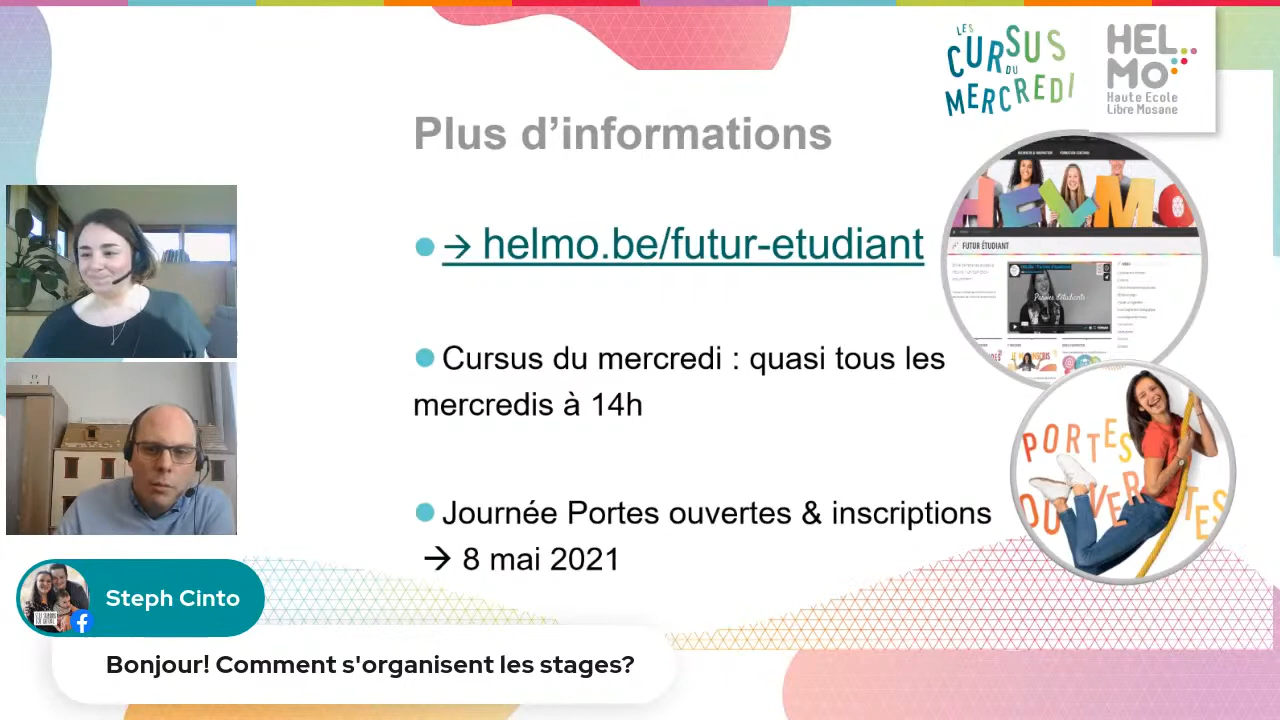 LES
CURSUS
DU
MERCREDI
HEL
MO
Haute Ecole
Libre Mosane
Plus d’informations
→ helmo.be/futur-etudiant
Cursus du mercredi : quasi tous les
mercredis à 14h
Journée Portes ouvertes & inscriptions
→ 8 mai 2021
HELMO
FUTUR ÉTUDIANT
PORTES
OUVERTES
Steph Cinto
Bonjour! Comment s'organisent les stages?